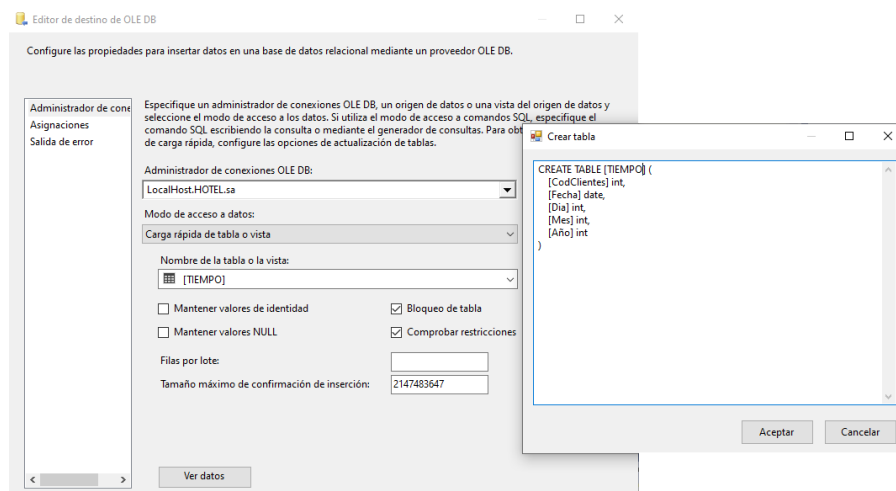 Editor de destino de OLE DB
Configure las propiedades para insertar datos en una base de datos relacional mediante un proveedor OLE DB.
Administrador de cone
Asignaciones
Salida de error
Especifique un administrador de conexiones OLE DB, un origen de datos o una vista del origen de datos y
seleccione el modo de acceso a los datos. Si utiliza el modo de acceso a comandos SQL, especifique el
comando SQL escribiendo la consulta o mediante el generador de consultas. Para obt
de carga rápida, configure las opciones de actualización de tablas.
Administrador de conexiones OLE DB:
LocalHost.HOTEL.sa
Modo de acceso a datos:
Carga rápida de tabla o vista
Nombre de la tabla o la vista:
[TIEMPO]
Mantener valores de identidad
Bloqueo de tabla
Mantener valores NULL
Comprobar restricciones
Filas por lote:
Tamaño máximo de confirmación de inserción:
2147483647
Ver datos
Crear tabla
CREATE TABLE [TIEMPO] (
[CodClientes] int,
[Fecha] date,
[Dia] int,
[Mes] int,
[Año] int
)
Aceptar
Cancelar